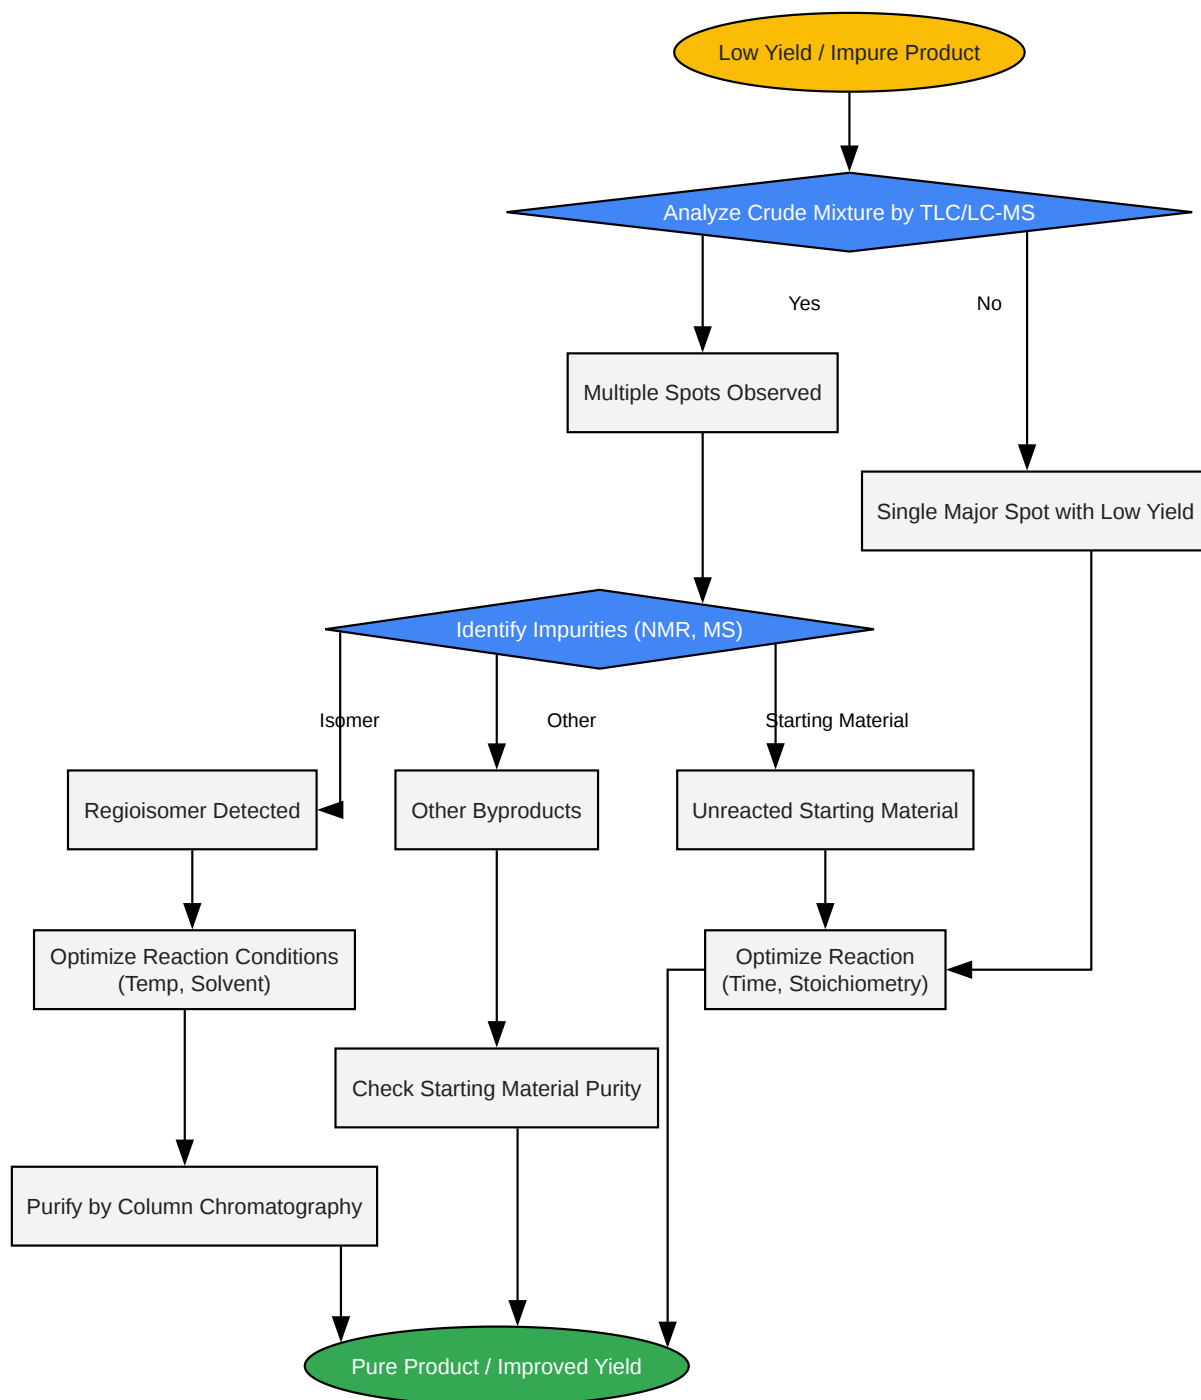 Low Yield / Impure Product
Analyze Crude Mixture by TLC/LC-MS
Yes
No
Multiple Spots Observed
Single Major Spot with Low Yield
Identify Impurities (NMR, MS)
Isomer
Other
Starting Material
Regioisomer Detected
Other Byproducts
Unreacted Starting Material
Optimize Reaction Conditions
(Temp, Solvent)
Optimize Reaction
(Time, Stoichiometry)
Check Starting Material Purity
Purify by Column Chromatography
Pure Product / Improved Yield